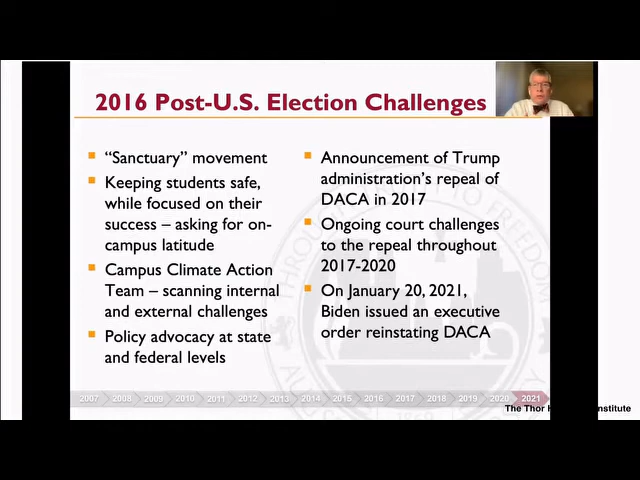 2016 Post-U.S. Election Challenges
"Sanctuary" movement
Keeping students safe,
while focused on their
success – asking for on-
campus latitude
Campus Climate Action
Team – scanning internal
and external challenges
Policy advocacy at state
and federal levels
Announcement of Trump
administration's repeal of
DACA in 2017
Ongoing court challenges
to the repeal throughout
2017-2020
On January 20, 2021,
Biden issued an executive
order reinstating DACA
2007 2008 2009 2010 2011 2012 2013 2014 2015 2016 2017 2018 2019 2020 2021
The Thor
THROUGH
TO FREEDOM
1869